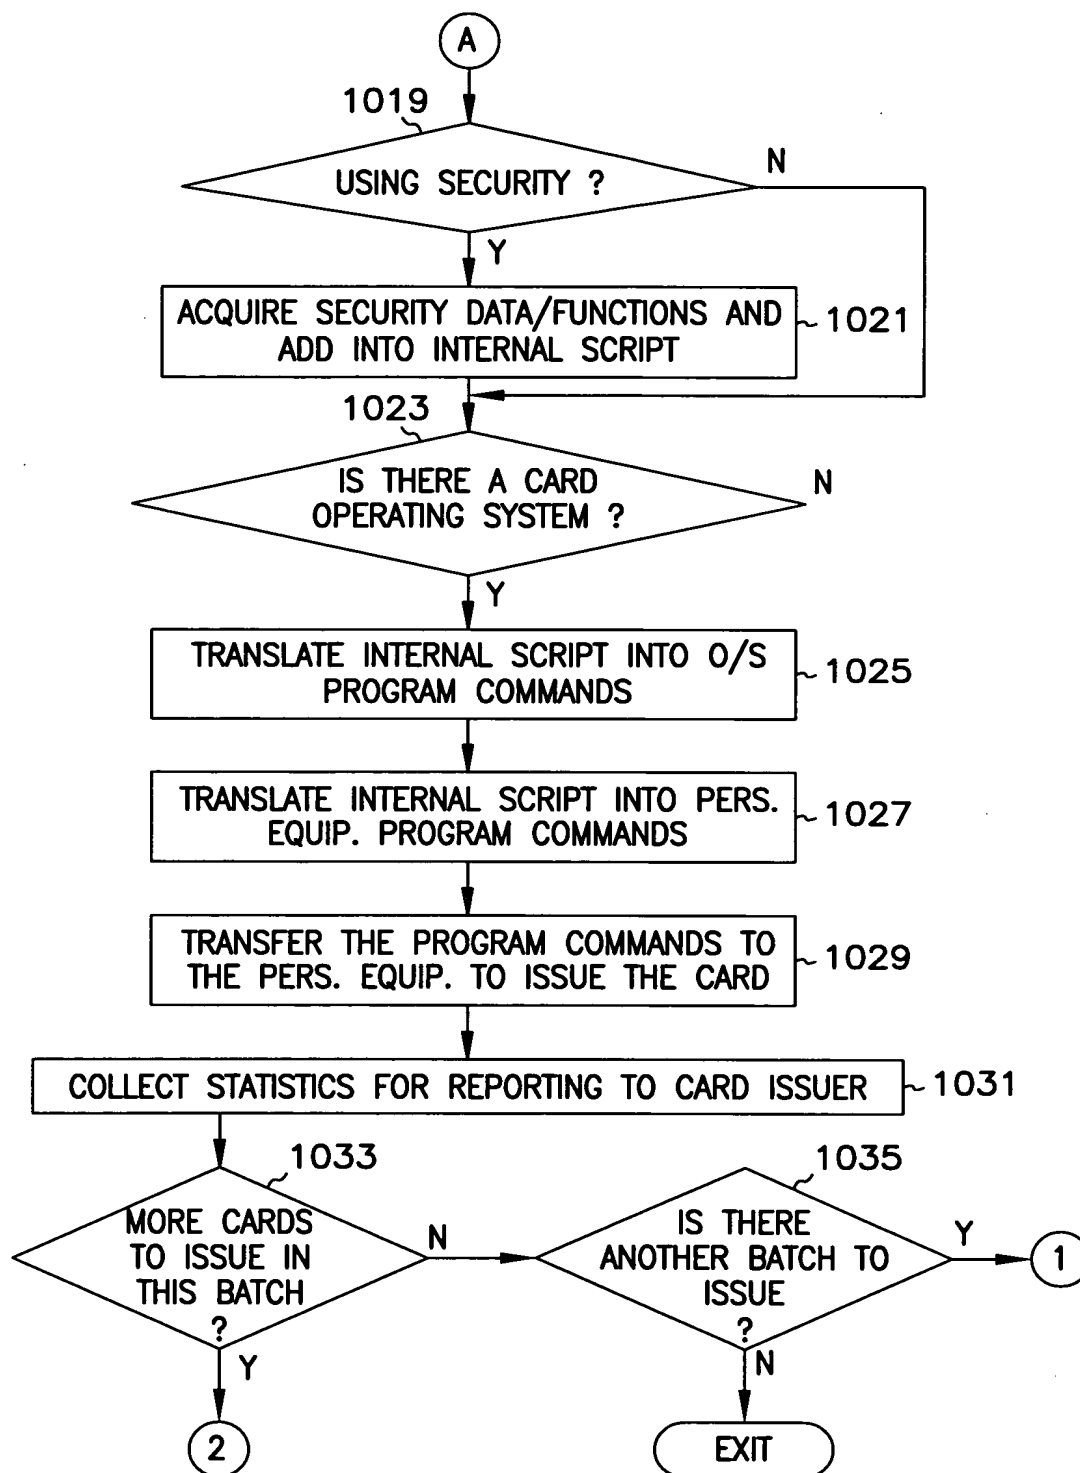 A
1019
USING SECURITY ?
N
Y
ACQUIRE SECURITY DATA/FUNCTIONS AND
ADD INTO INTERNAL SCRIPT
1021
1023
IS THERE A CARD
OPERATING SYSTEM ?
N
Y
TRANSLATE INTERNAL SCRIPT INTO O/S
PROGRAM COMMANDS
1025
TRANSLATE INTERNAL SCRIPT INTO PERS.
EQUIP. PROGRAM COMMANDS
1027
TRANSFER THE PROGRAM COMMANDS TO
THE PERS. EQUIP. TO ISSUE THE CARD
1029
COLLECT STATISTICS FOR REPORTING TO CARD ISSUER
1031
1033
MORE CARDS
TO ISSUE IN
THIS BATCH
?
N
Y
2
1035
IS THERE
ANOTHER BATCH TO
ISSUE
?
Y
1
N
EXIT